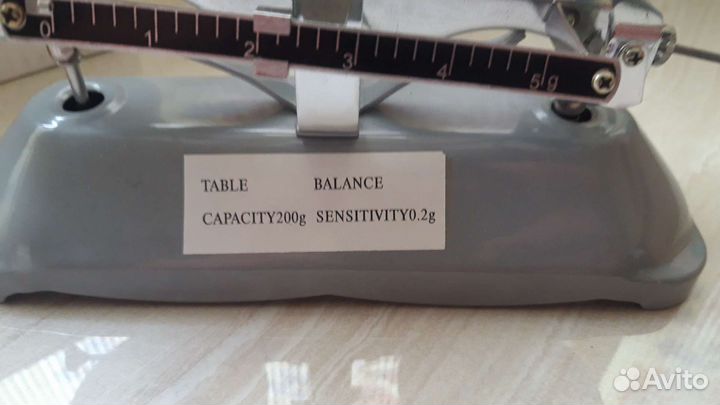 0 1 2 3 4 5g
TABLE BALANCE
CAPACITY200g SENSITIVITY0.2g
Avito